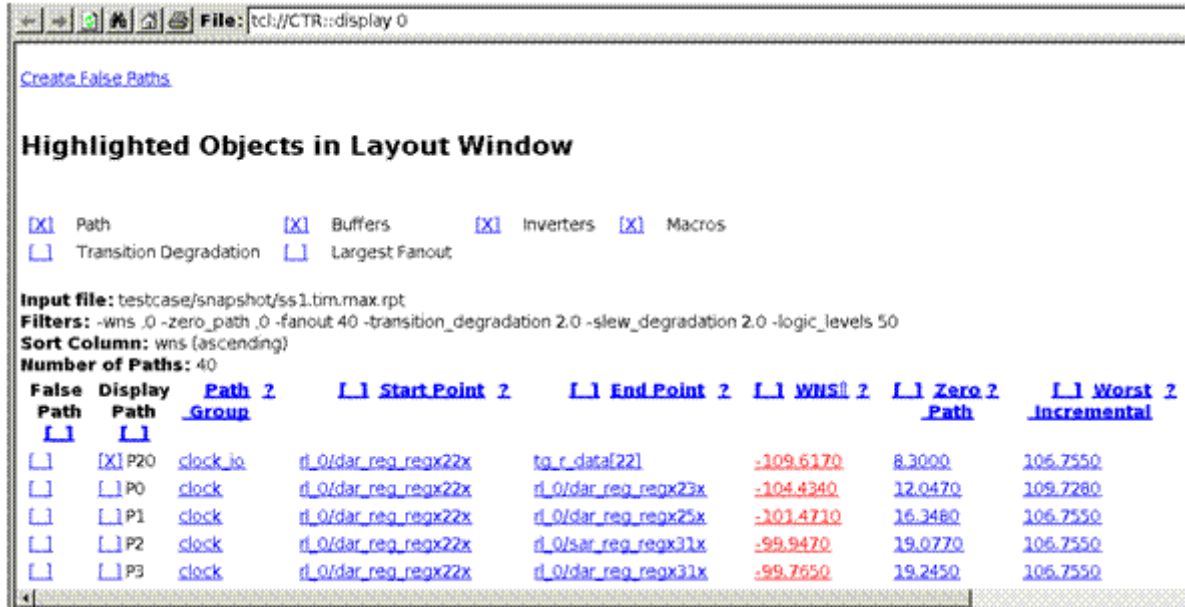 File: tcl://CTR::display 0
Create False Paths
Highlighted Objects in Layout Window
[X] Path [X] Buffers [X] Inverters [X] Macros
[_] Transition Degradation [_] Largest Fanout
Input file: testcase/snapshot/ss1.tim.max.rpt
Filters: -wns ,0 -zero_path ,0 -fanout 40 -transition_degradation 2.0 -slew_degradation 2.0 -logic_levels 50
Sort Column: wns (ascending)
Number of Paths: 40
False Display Path ? [_] Start Point ? [_] End Point ? [_] WNS⇩ ? [_] Zero ? [_] Worst ?
Path Path Group Path Incremental
[_] [_]
[_] [X] P20 clock_io rl_0/dar_reg_regx22x tg_r_data[22] -109.6170 8.3000 106.7550
[_] [_] P0 clock rl_0/dar_reg_regx22x rl_0/dar_reg_regx23x -104.4340 12.0470 109.7280
[_] [_] P1 clock rl_0/dar_reg_regx22x rl_0/dar_reg_regx25x -101.4710 16.3480 106.7550
[_] [_] P2 clock rl_0/dar_reg_regx22x rl_0/sar_reg_regx31x -99.9470 19.0770 106.7550
[_] [_] P3 clock rl_0/dar_reg_regx22x rl_0/dar_reg_regx31x -99.7650 19.2450 106.7550